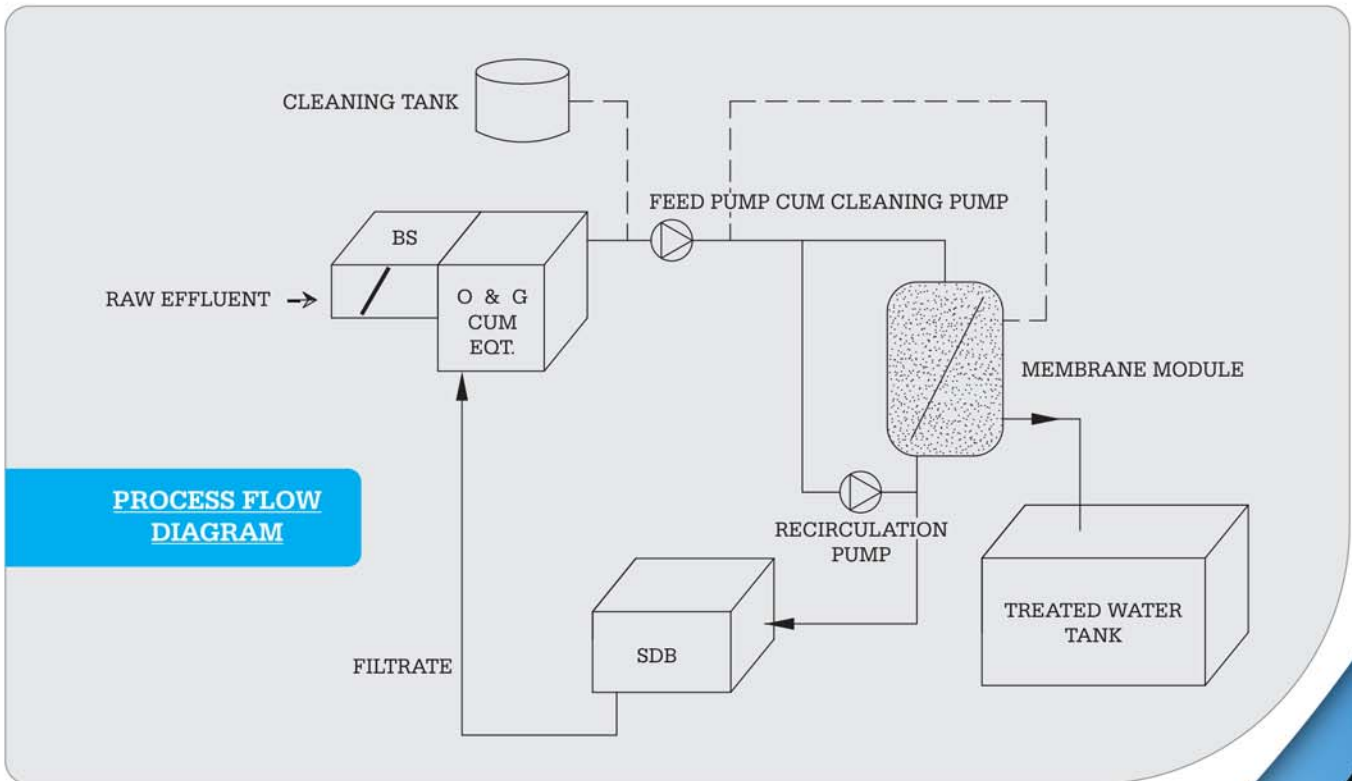 CLEANING TANK
FEED PUMP CUM CLEANING PUMP
BS
RAW EFFLUENT
O & G
CUM
EQT.
MEMBRANE MODULE
PROCESS FLOW
DIAGRAM
RECIRCULATION
PUMP
TREATED WATER
TANK
SDB
FILTRATE